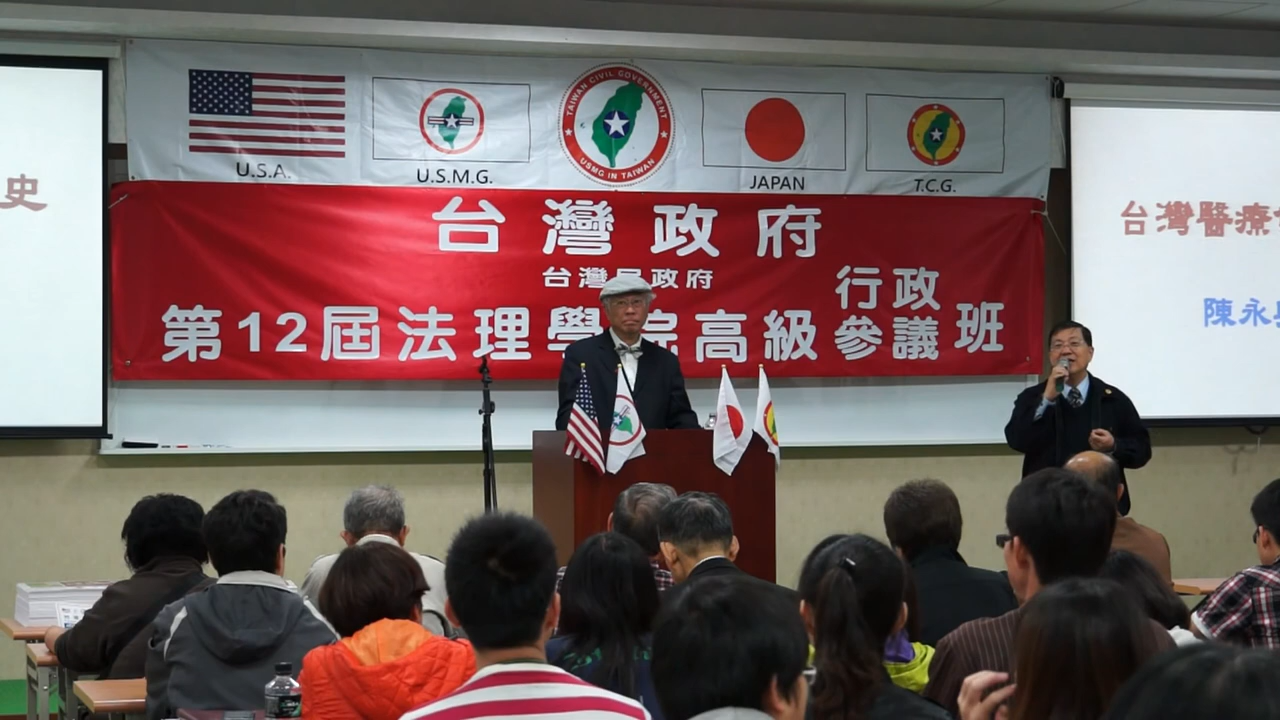 TAIWAN CIVIL GOVERNMENT
USMG IN TAIWAN
U.S.A.
U.S.M.G.
JAPAN
T.C.G.
台灣政府
台灣民政府
第12屆法理學院高級
行政
參議
班
史
台灣醫療
陳永